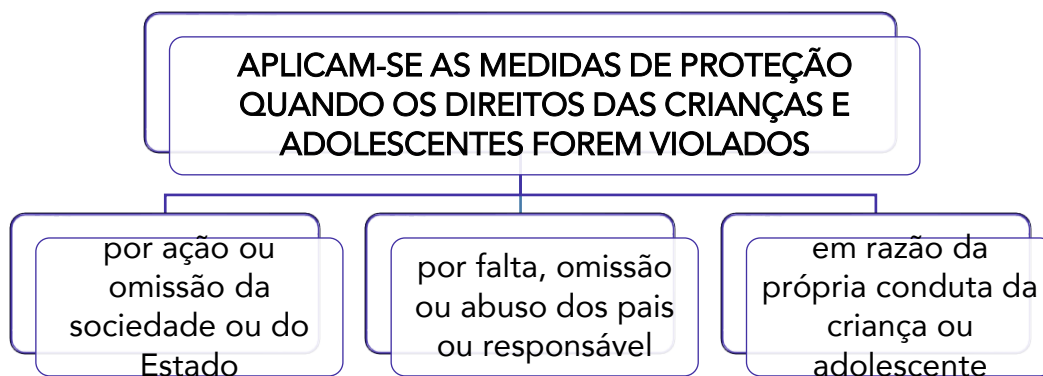 APLICAM-SE AS MEDIDAS DE PROTEÇÃO
QUANDO OS DIREITOS DAS CRIANÇAS E
ADOLESCENTES FOREM VIOLADOS
por ação ou
omissão da
sociedade ou do
Estado
por falta, omissão
ou abuso dos pais
ou responsável
em razão da
própria conduta da
criança ou
adolescente